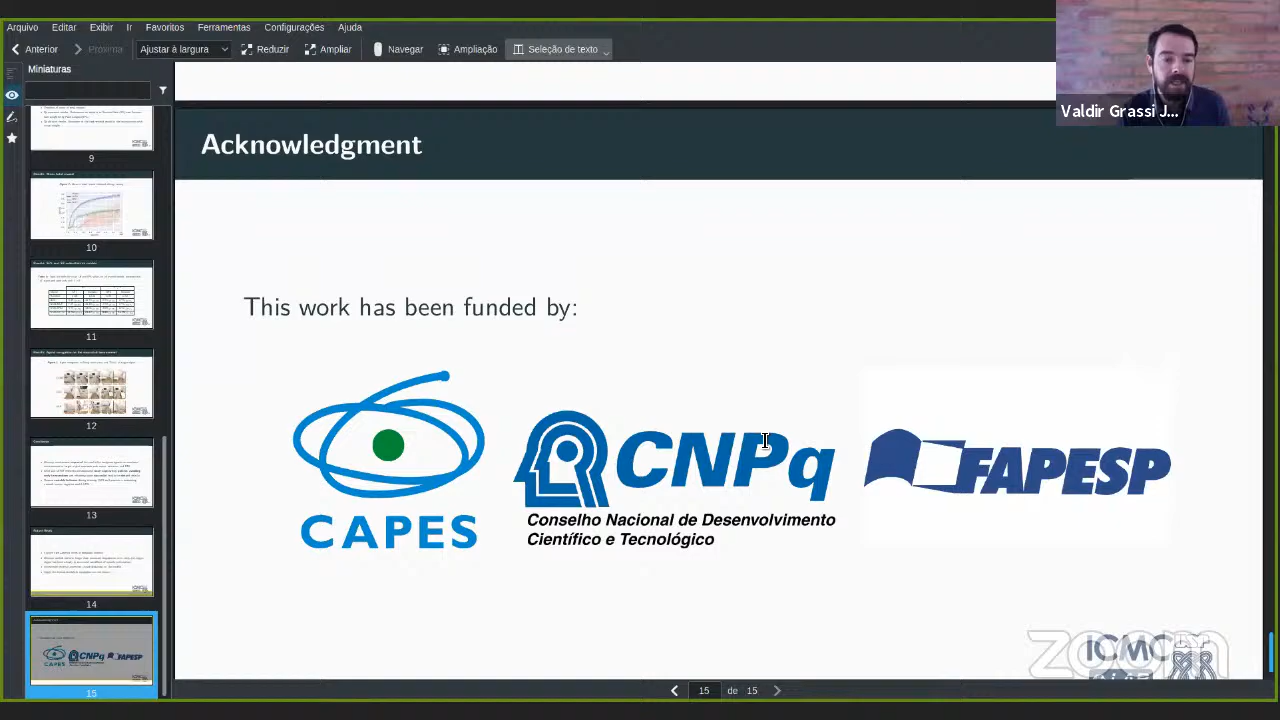 Arquivo Editar Exibir Ir Favoritos Ferramentas Configurações Ajuda
Anterior Próxima Ajustar à largura Reduzir Ampliar Navegar Ampliação Seleção de texto
Miniaturas
Valdir Grassi J...
Acknowledgment
This work has been funded by:
CAPES
CNPq
Conselho Nacional de Desenvolvimento
Científico e Tecnológico
FAPESP
9
10
11
12
13
14
15
ICMC
zoom
15 de 15